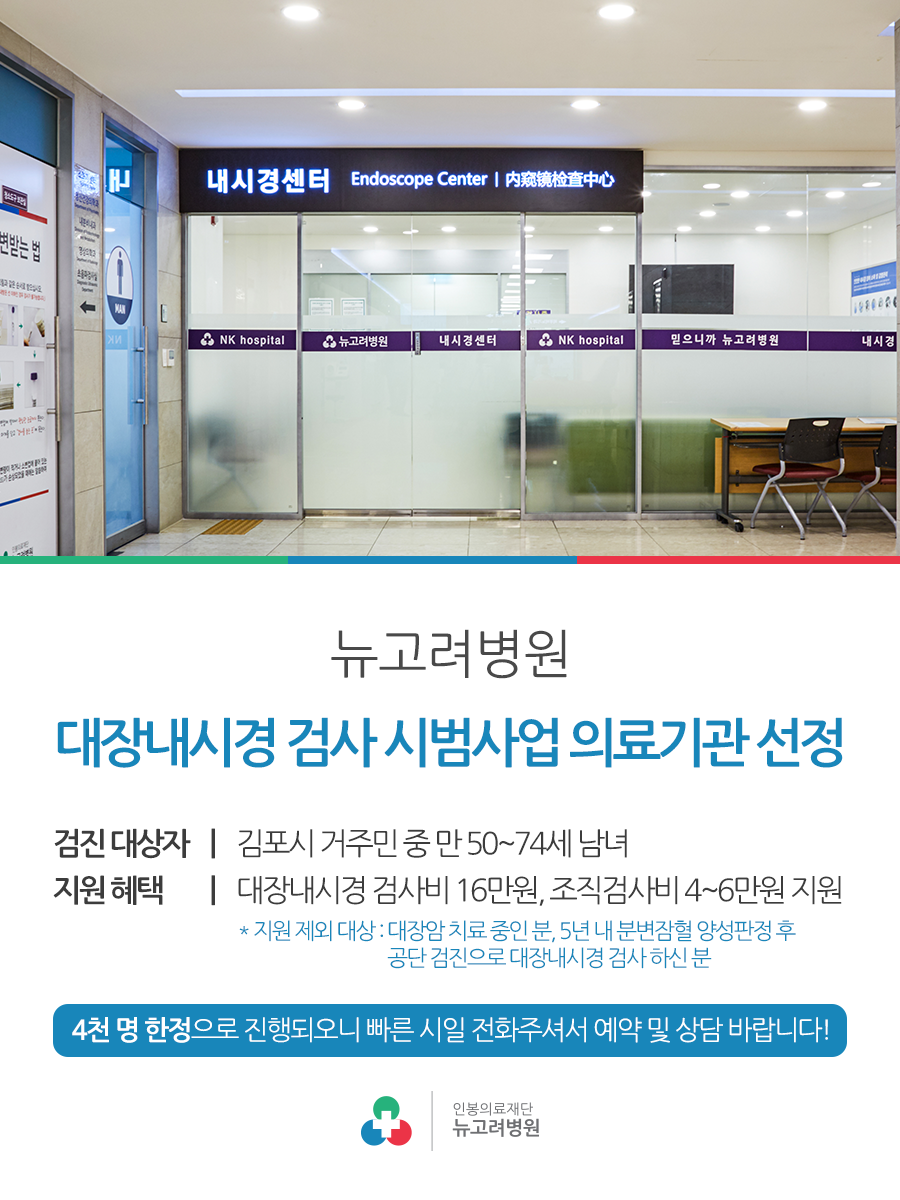 내시경센터 Endoscope Center | 内窥镜检查中心
변받는 법
MAN
NK hospital
뉴고려병원
내시경센터
NK hospital
믿으니까 뉴고려병원
내시경
뉴고려병원
대장내시경 검사 시범사업 의료기관 선정
검진 대상자 | 김포시 거주민 중 만 50~74세 남녀
지원 혜택 | 대장내시경 검사비 16만원, 조직검사비 4~6만원 지원
* 지원 제외 대상 : 대장암 치료 중인 분, 5년 내 분변잠혈 양성판정 후
공단 검진으로 대장내시경 검사 하신 분
4천 명 한정으로 진행되오니 빠른 시일 전화주셔서 예약 및 상담 바랍니다!
인봉의료재단
뉴고려병원